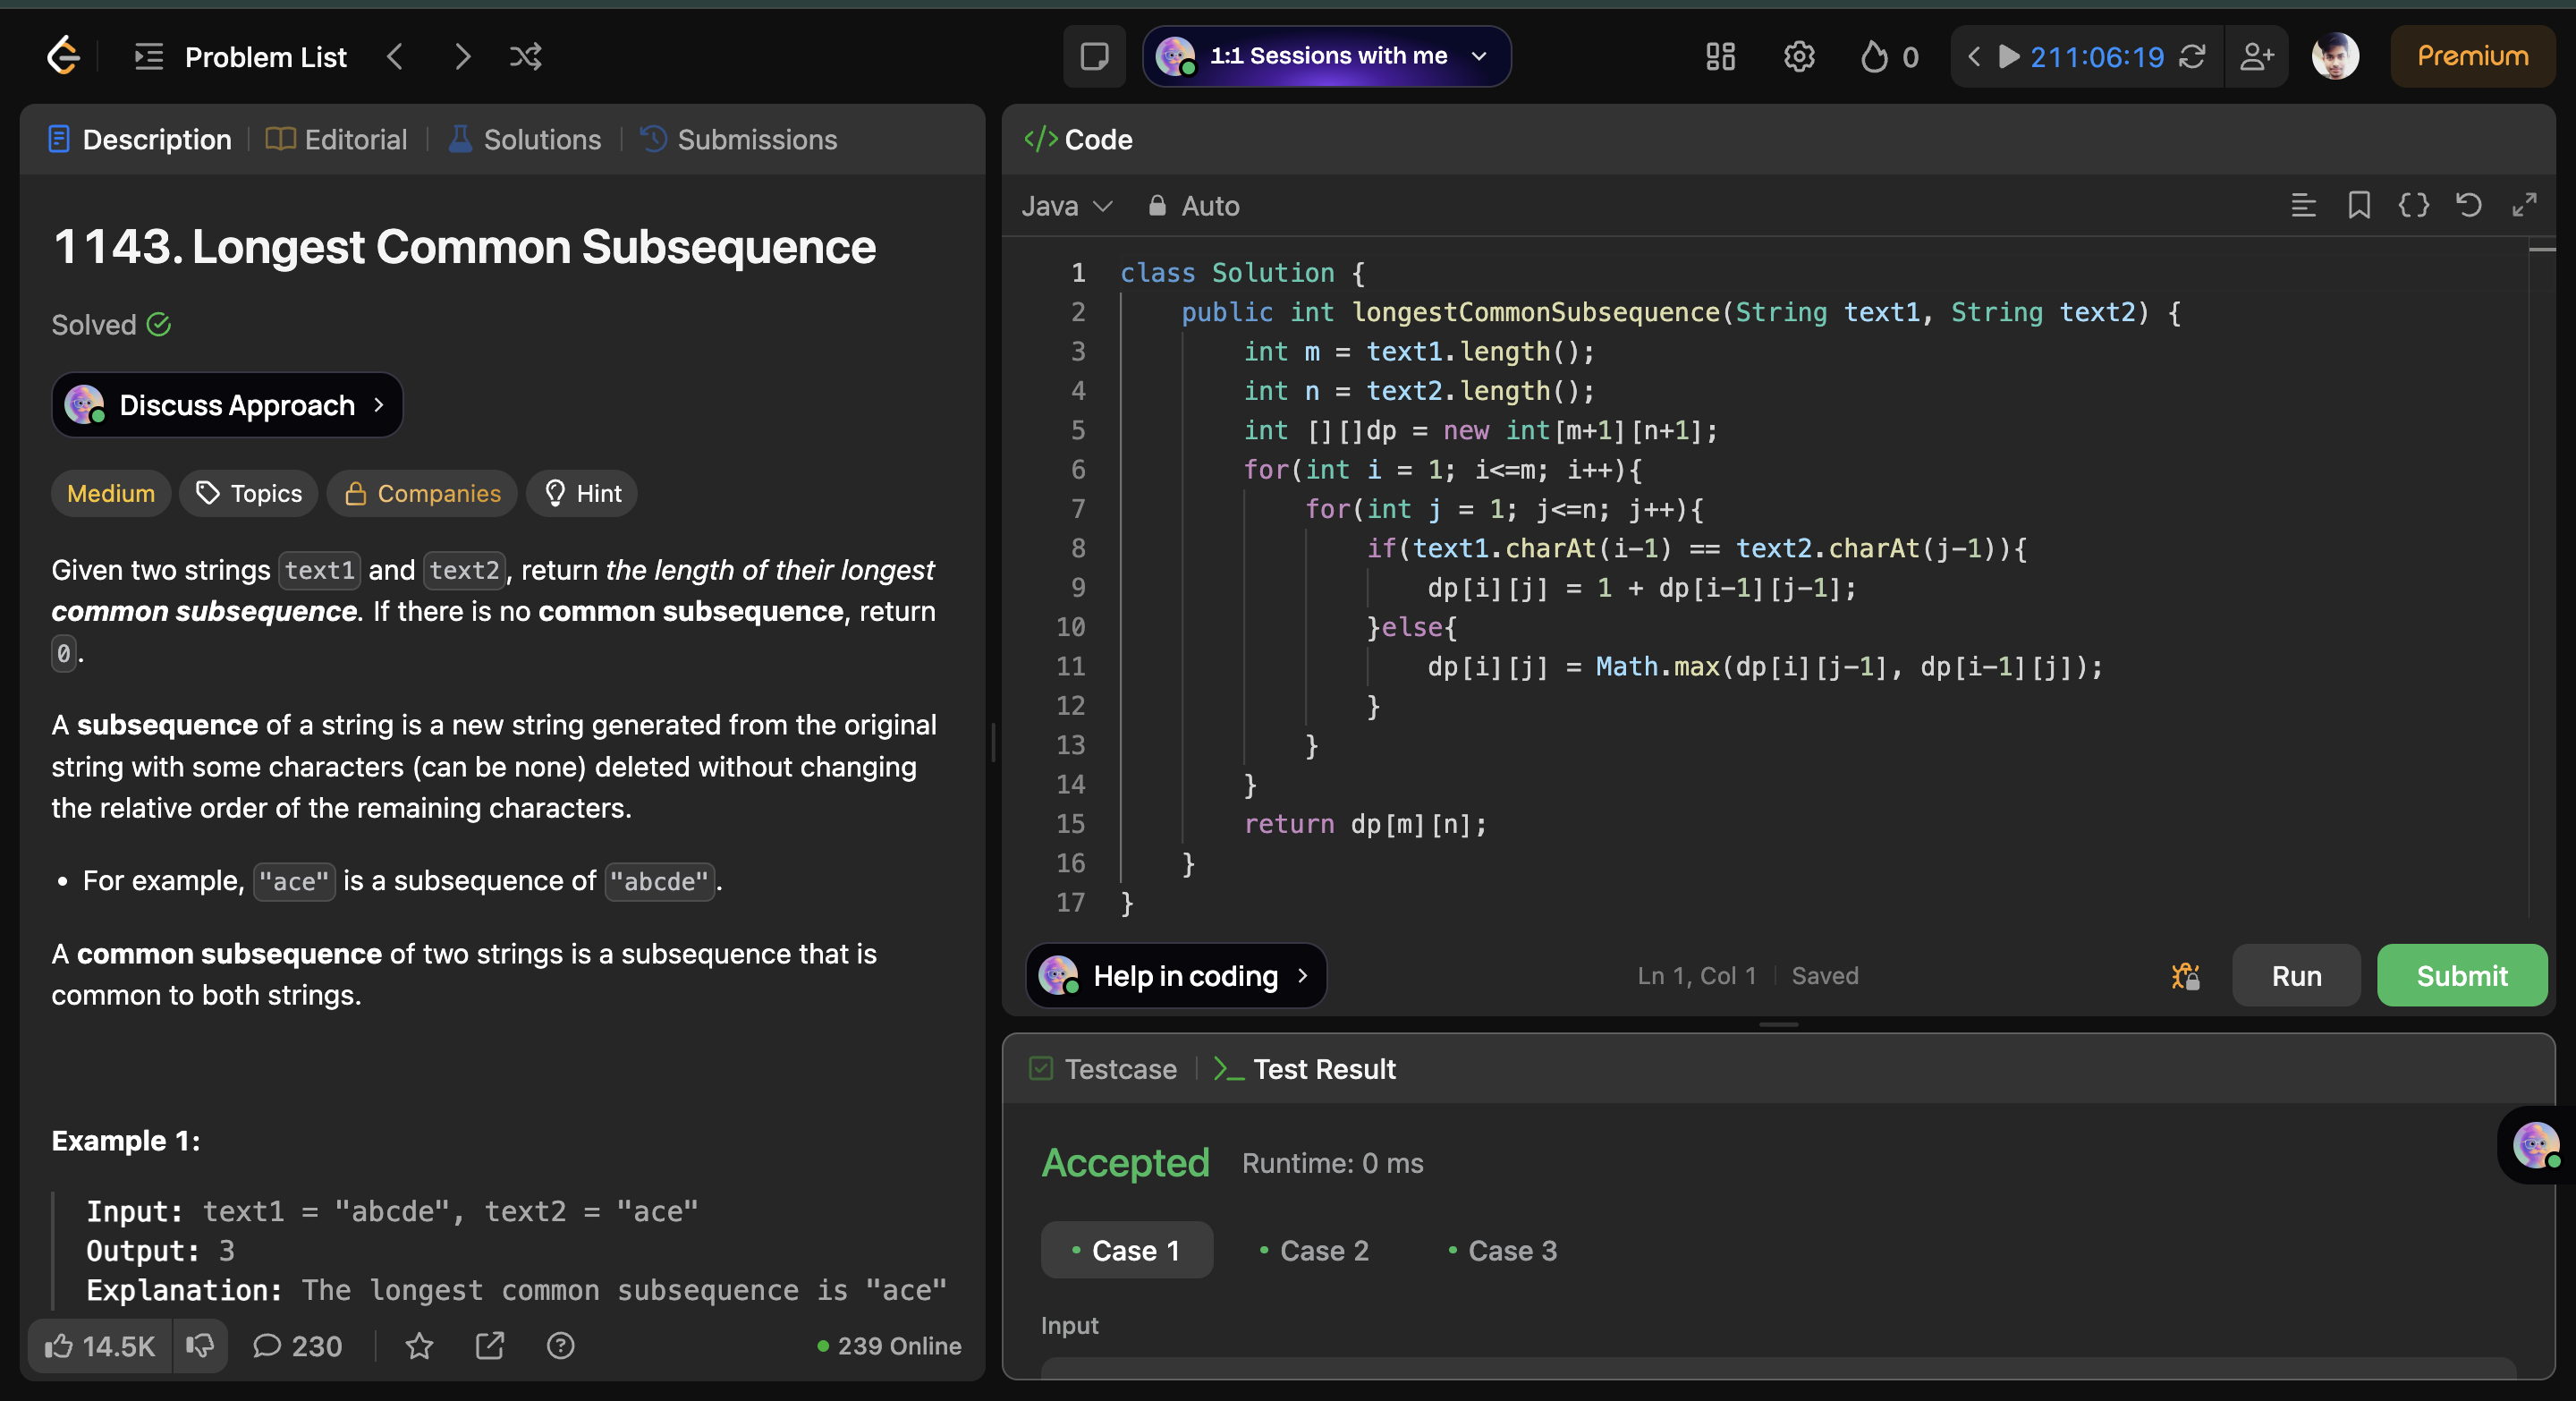 Problem List
1:1 Sessions with me
0
211:06:19
Premium
Description
Editorial
Solutions
Submissions
1143. Longest Common Subsequence
Solved
Discuss Approach
Medium
Topics
Companies
Hint
Given two strings text1 and text2, return the length of their longest
common subsequence. If there is no common subsequence, return
0.
A subsequence of a string is a new string generated from the original
string with some characters (can be none) deleted without changing
the relative order of the remaining characters.
• For example, "ace" is a subsequence of "abcde".
A common subsequence of two strings is a subsequence that is
common to both strings.
Example 1:
Input: text1 = "abcde", text2 = "ace"
Output: 3
Explanation: The longest common subsequence is "ace"
14.5K
230
239 Online
</> Code
Java
Auto
1 class Solution {
2 public int longestCommonSubsequence(String text1, String text2) {
3 int m = text1.length();
4 int n = text2.length();
5 int [][]dp = new int[m+1][n+1];
6 for(int i = 1; i<=m; i++){
7 for(int j = 1; j<=n; j++){
8 if(text1.charAt(i-1) == text2.charAt(j-1)){
9 dp[i][j] = 1 + dp[i-1][j-1];
10 }else{
11 dp[i][j] = Math.max(dp[i][j-1], dp[i-1][j]);
12 }
13 }
14 }
15 return dp[m][n];
16 }
17 }
Help in coding
Ln 1, Col 1
Saved
Run
Submit
Testcase
Test Result
Accepted
Runtime: 0 ms
• Case 1
• Case 2
• Case 3
Input